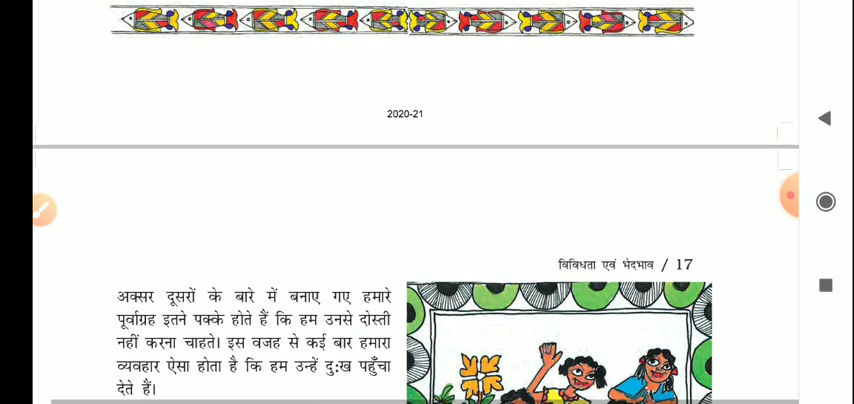 2020-21
विविधता एवं भेदभाव / 17
अक्सर दूसरों के बारे में बनाए गए हमारे
पूर्वाग्रह इतने पक्के होते हैं कि हम उनसे दोस्ती
नहीं करना चाहते। इस वजह से कई बार हमारा
व्यवहार ऐसा होता है कि हम उन्हें दु:ख पहुँचा
देते हैं।